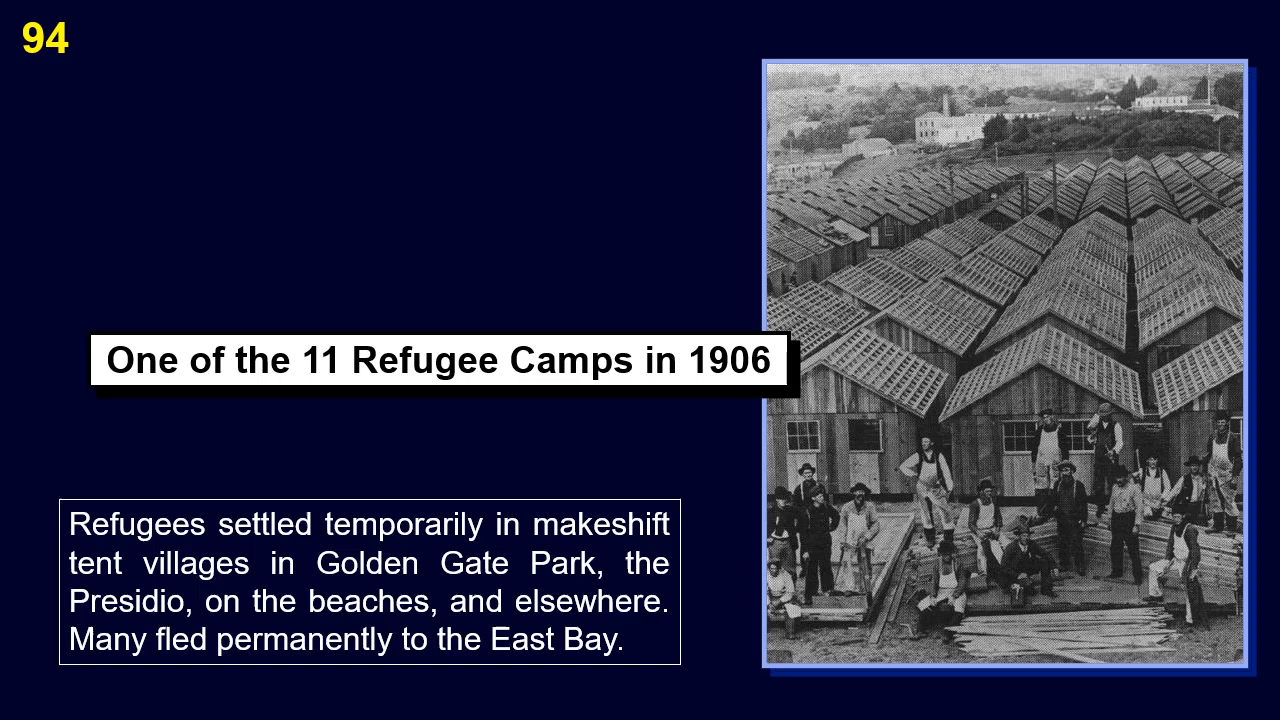 94
One of the 11 Refugee Camps in 1906
Refugees settled temporarily in makeshift
tent villages in Golden Gate Park, the
Presidio, on the beaches, and elsewhere.
Many fled permanently to the East Bay.